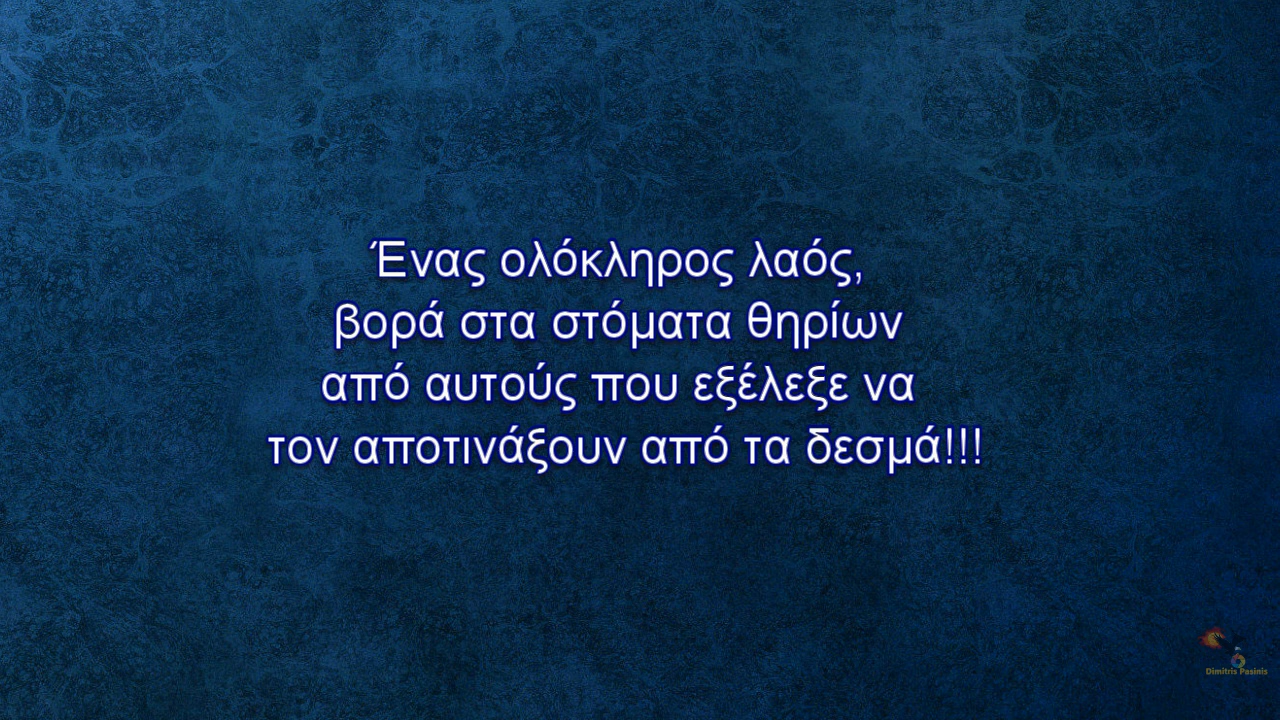 Ένας ολόκληρος λαός,
βορά στα στόματα θηρίων
από αυτούς που εξέλεξε να
τον αποτινάξουν από τα δεσμά!!!
Dimitris Pasinis